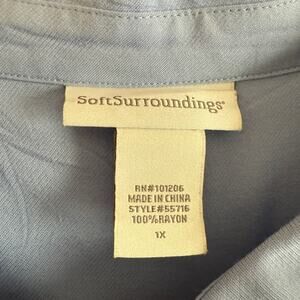 SoftSurroundings®
RN#101206
MADE IN CHINA
STYLE#55716
100%RAYON
1X